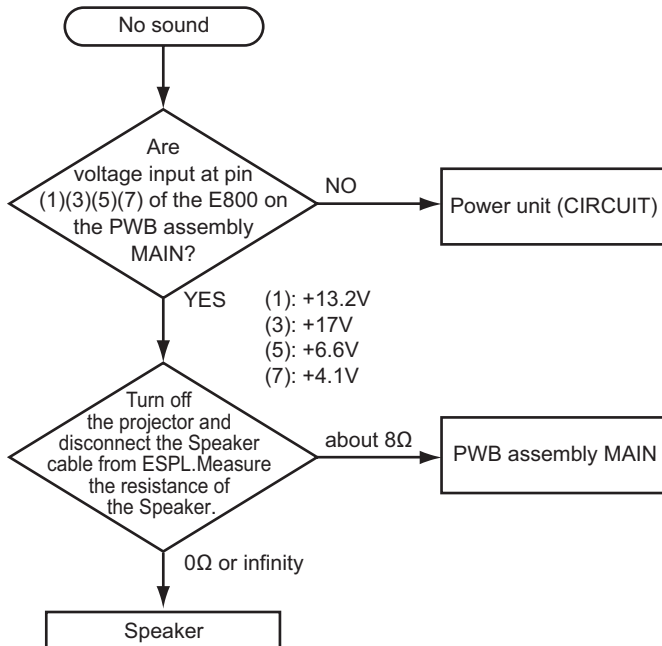 No sound
Are
voltage input at pin
(1)(3)(5)(7) of the E800 on
the PWB assembly
MAIN?
NO
Power unit (CIRCUIT)
YES
(1): +13.2V
(3): +17V
(5): +6.6V
(7): +4.1V
Turn off
the projector and
disconnect the Speaker
cable from ESPL.Measure
the resistance of
the Speaker.
about 8Ω
PWB assembly MAIN
0Ω or infinity
Speaker